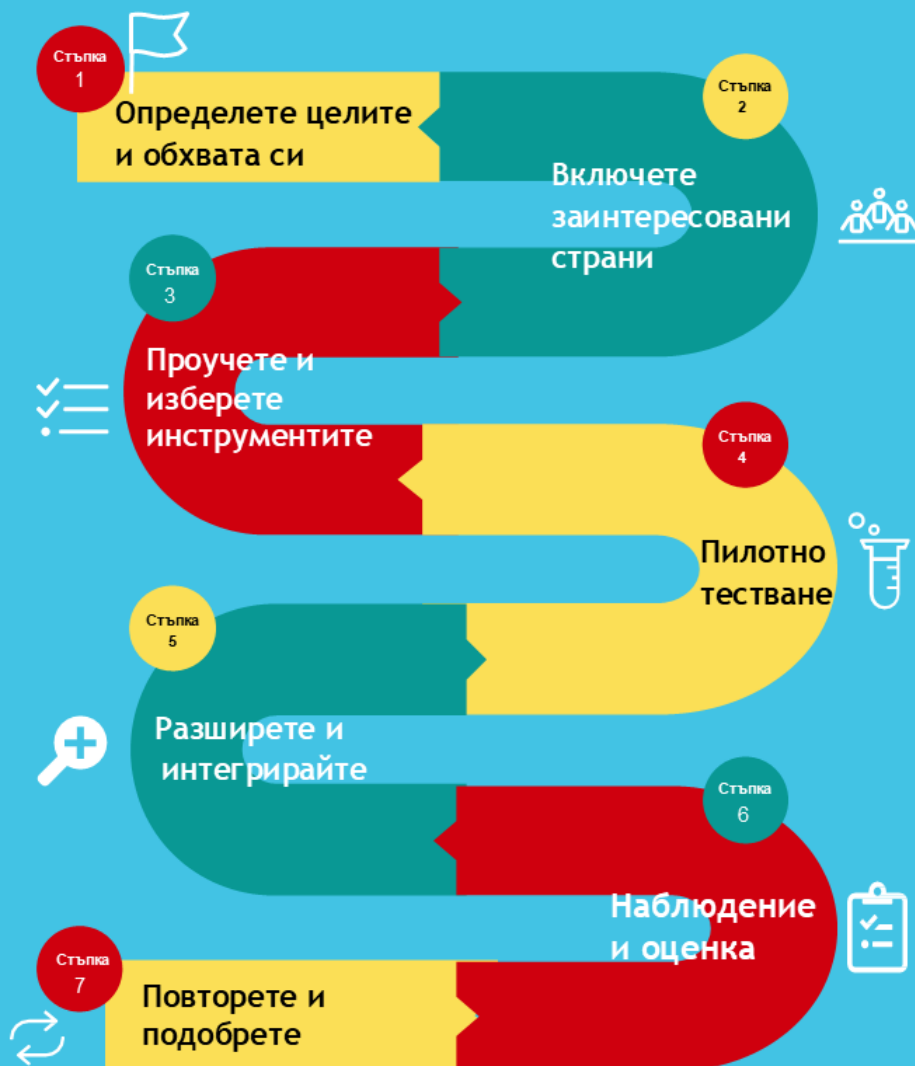 Стъпка
1
Определете целите
и обхвата си
Стъпка
2
Включете
заинтересовани
страни
Стъпка
3
Проучете и
изберете
инструментите
Стъпка
4
Пилотно
тестване
Стъпка
5
Разширете и
интегрирайте
Стъпка
6
Наблюдение
и оценка
Стъпка
7
Повторете и
подобрете